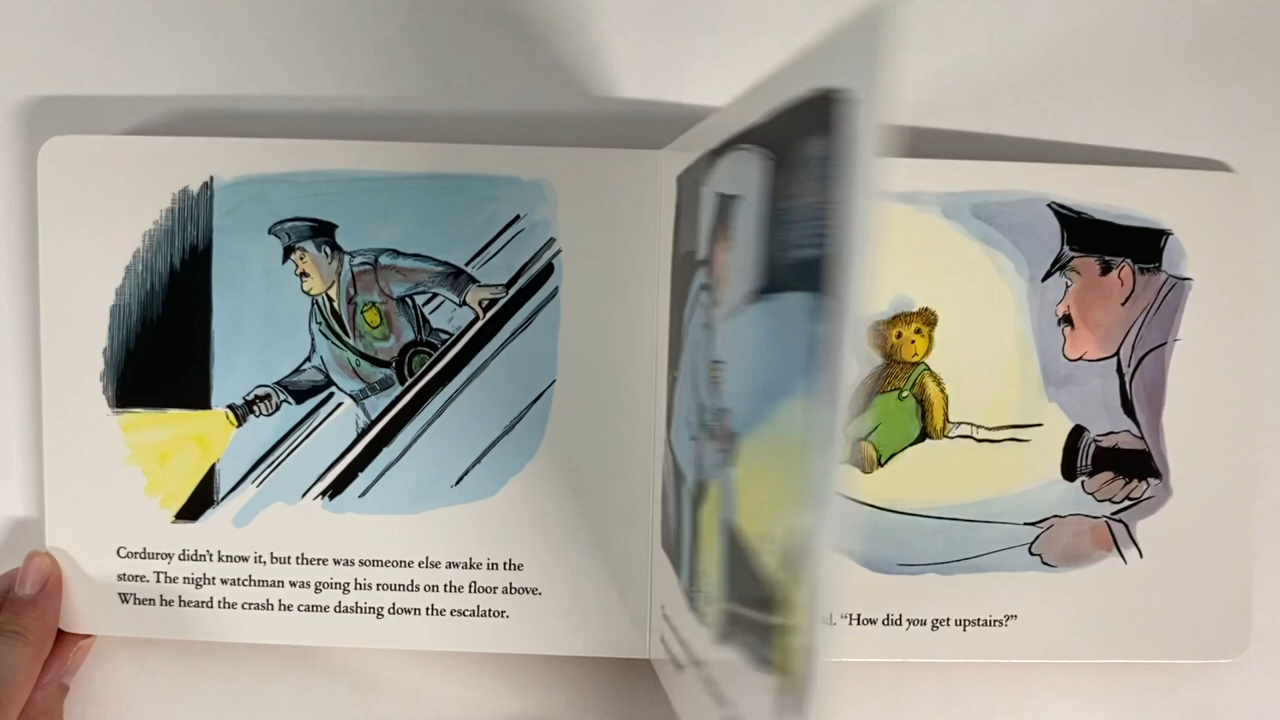 Corduroy didn't know it, but there was someone else awake in the
store. The night watchman was going his rounds on the floor above.
When he heard the crash he came dashing down the escalator.
“How did you get upstairs?”